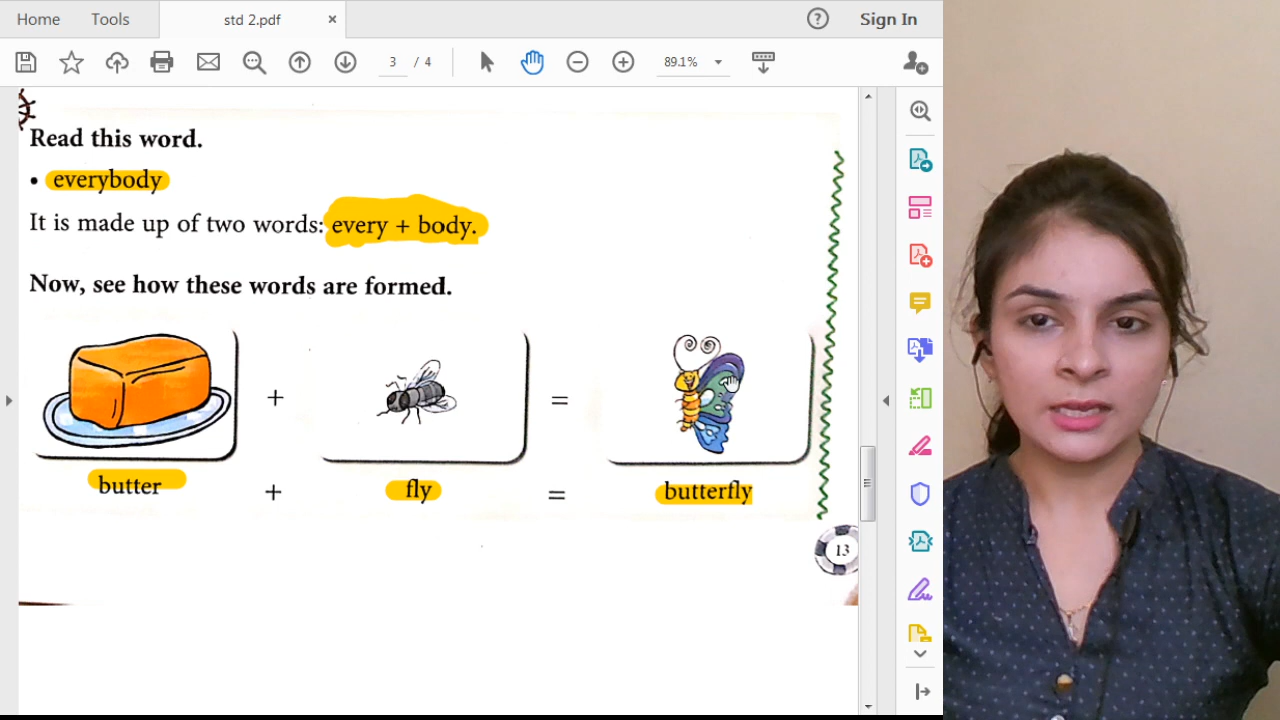 Home Tools std 2.pdf × ? Sign In
3 / 4 89.1%
Read this word.
• everybody
It is made up of two words: every + body.
Now, see how these words are formed.
+ =
butter + fly = butterfly
13